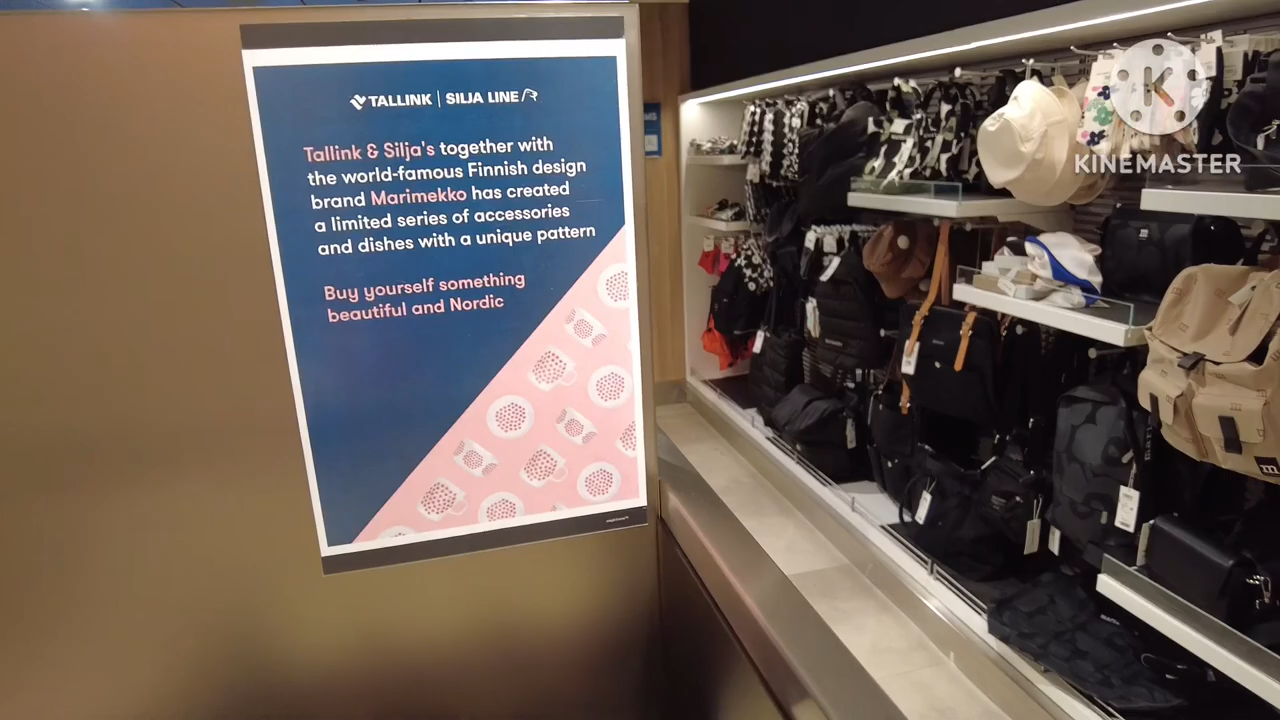 TALLINK | SILJA LINE
Tallink & Silja's together with
the world-famous Finnish design
brand Marimekko has created
a limited series of accessories
and dishes with a unique pattern
Buy yourself something
beautiful and Nordic
K
KINEMASTER